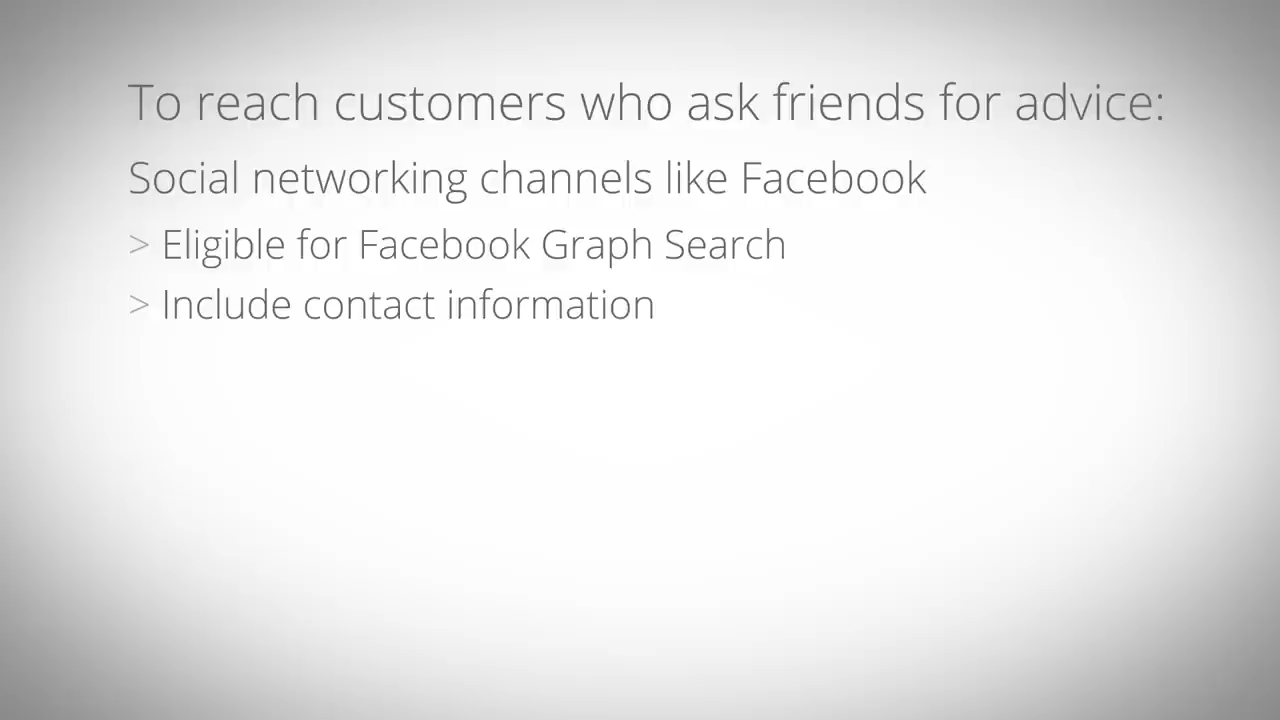 To reach customers who ask friends for advice:
Social networking channels like Facebook
> Eligible for Facebook Graph Search
> Include contact information